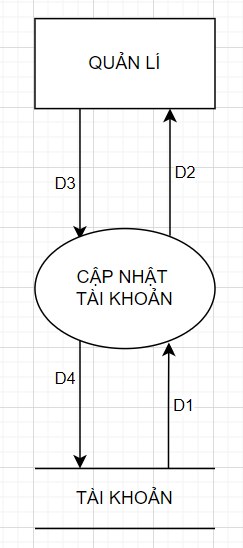 QUẢN LÍ
D3
D2
CẬP NHẬT
TÀI KHOẢN
D4
D1
TÀI KHOẢN